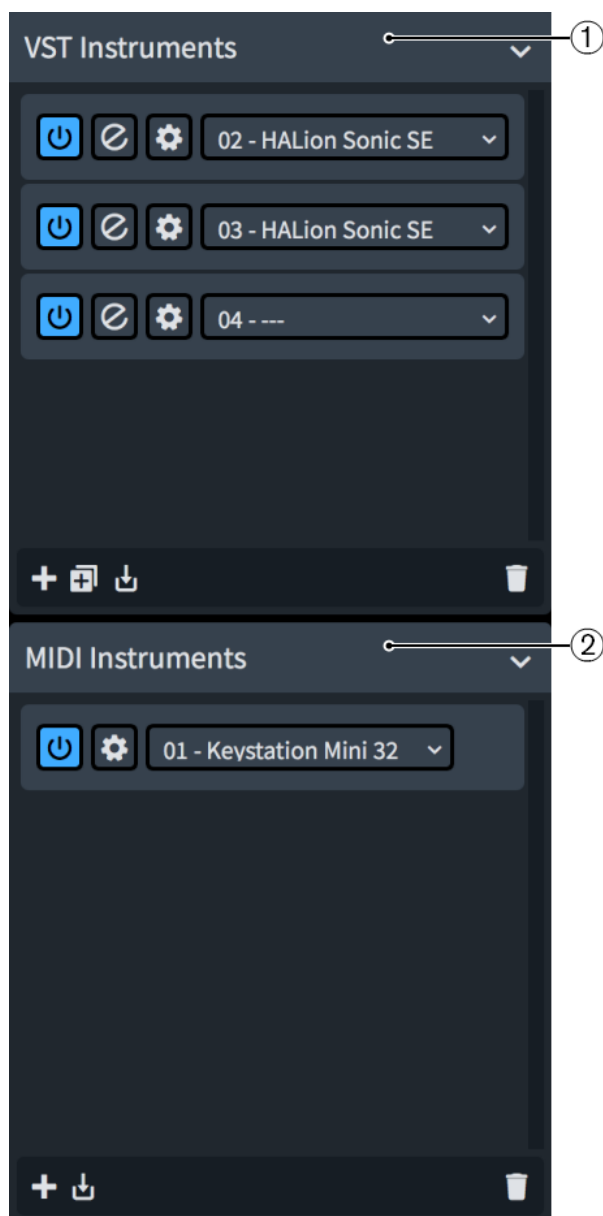 VST Instruments
①
02 - HALion Sonic SE
03 - HALion Sonic SE
04 - ---
MIDI Instruments
②
01 - Keystation Mini 32